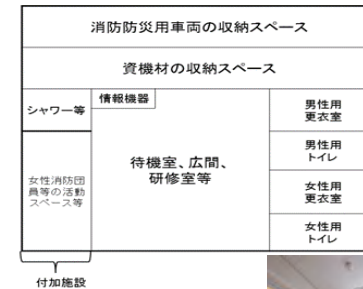 消防防災用車両の収納スペース
資機材の収納スペース
シャワー等
情報機器
男性用
更衣室
待機室、広間、
研修室等
男性用
トイレ
女性消防団
員等の活動
スペース等
女性用
更衣室
女性用
トイレ
付加施設